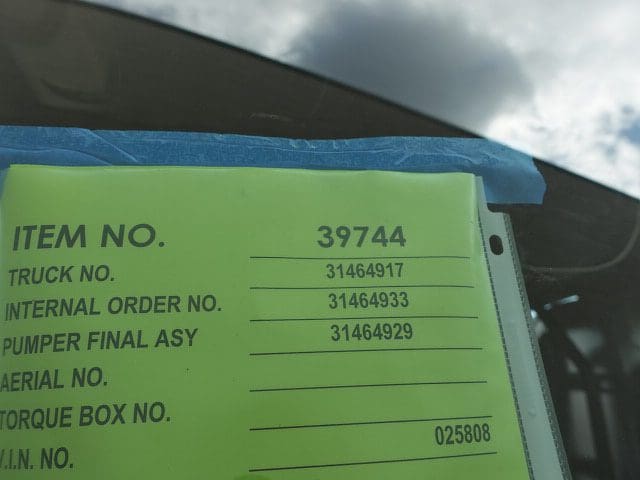 ITEM NO. 39744
TRUCK NO. 31464917
INTERNAL ORDER NO. 31464933
PUMPER FINAL ASY 31464929
AERIAL NO.
TORQUE BOX NO.
V.I.N. NO. 025808